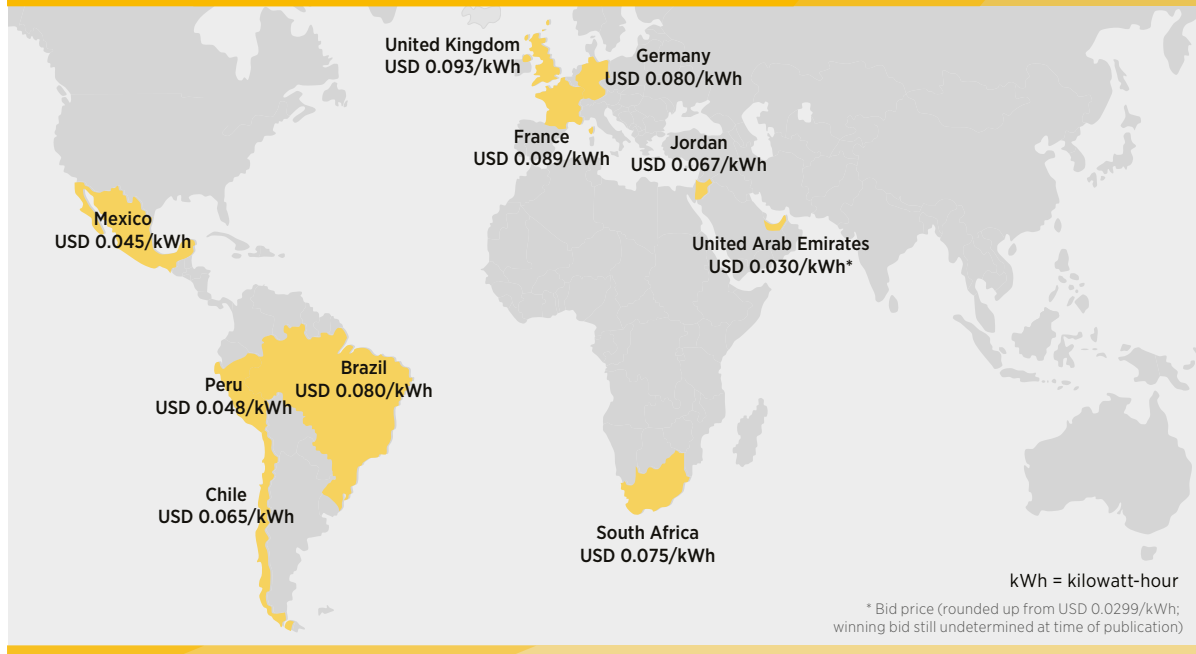 United Kingdom
USD 0.093/kWh
Germany
USD 0.080/kWh
France
USD 0.089/kWh
Jordan
USD 0.067/kWh
Mexico
USD 0.045/kWh
United Arab Emirates
USD 0.030/kWh*
Brazil
USD 0.080/kWh
Peru
USD 0.048/kWh
Chile
USD 0.065/kWh
South Africa
USD 0.075/kWh
kWh = kilowatt-hour
* Bid price (rounded up from USD 0.0299/kWh;
winning bid still undetermined at time of publication)